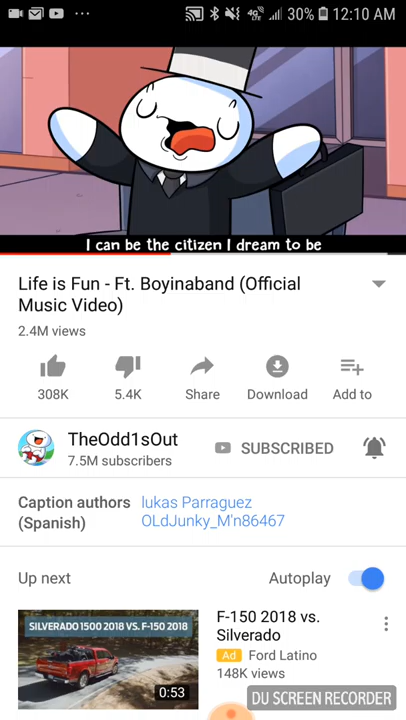 30% 12:10 AM
I can be the citizen I dream to be
Life is Fun - Ft. Boyinaband (Official
Music Video)
2.4M views
308K 5.4K Share Download Add to
TheOdd1sOut
SUBSCRIBED
7.5M subscribers
Caption authors lukas Parraguez
(Spanish) OLdJunky_M'n86467
Up next Autoplay
SILVERADO 1500 2018 VS. F-150 2018
0:53
F-150 2018 vs.
Silverado
Ad Ford Latino
148K views
DU SCREEN RECORDER